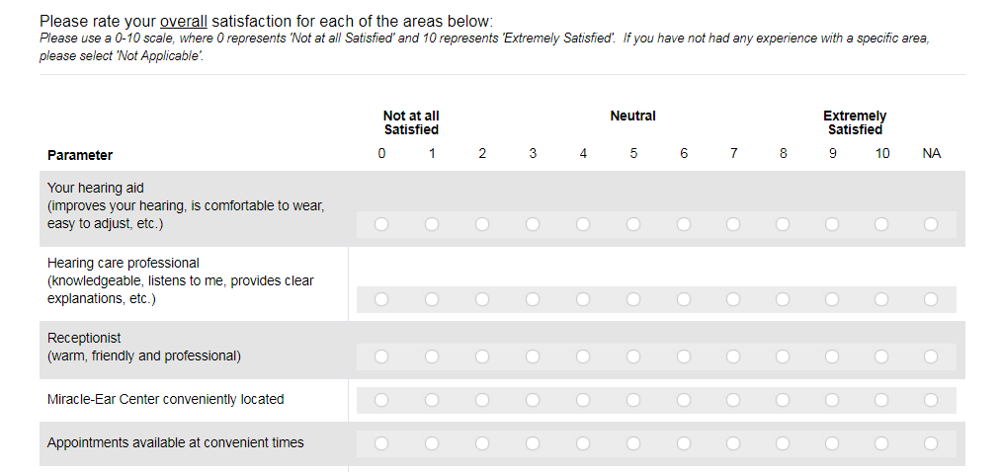 Please rate your overall satisfaction for each of the areas below:
Please use a 0-10 scale, where 0 represents 'Not at all Satisfied' and 10 represents 'Extremely Satisfied'.  If you have not had any experience with a specific area,
please select 'Not Applicable'.
Not at all Satisfied Neutral Extremely Satisfied
Parameter 0 1 2 3 4 5 6 7 8 9 10 NA
Your hearing aid
(improves your hearing, is comfortable to wear,
easy to adjust, etc.)
Hearing care professional
(knowledgeable, listens to me, provides clear
explanations, etc.)
Receptionist
(warm, friendly and professional)
Miracle-Ear Center conveniently located
Appointments available at convenient times